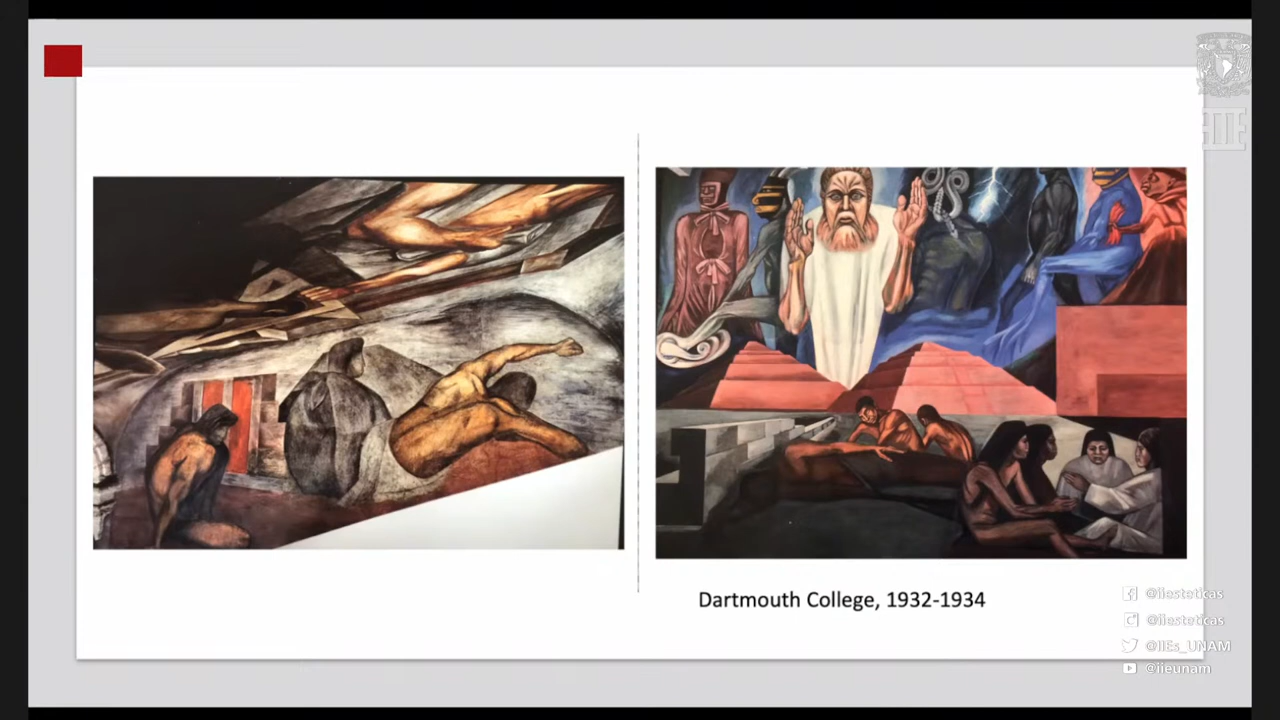 Dartmouth College, 1932-1934
@iiesteticas
@iiesteticas
@IIEs_UNAM
@iieunam